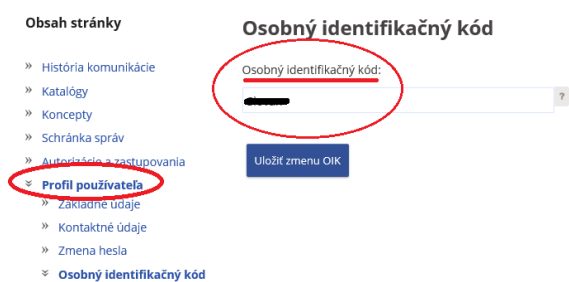 Obsah stránky
História komunikácie
Katalógy
Koncepty
Schránka správ
Autorizácie a zastupovania
Profil používateľa
Základné údaje
Kontaktné údaje
Zmena hesla
Osobný identifikačný kód
Osobný identifikačný kód
Osobný identifikačný kód:
?
Uložiť zmenu OIK